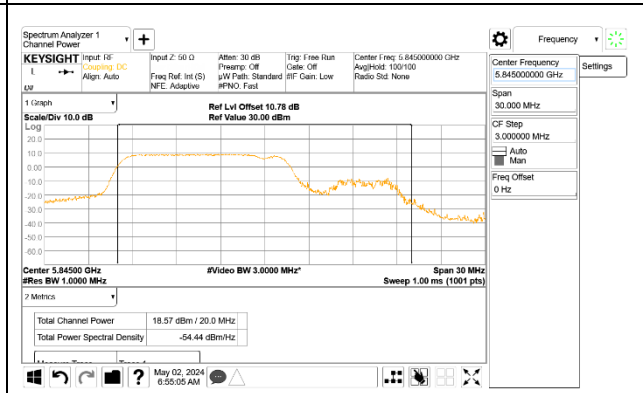 Spectrum Analyzer 1
Channel Power
Frequency
KEYSIGHT
Input: RF
Coupling: DC
Align: Auto
Input Z: 50 Ω
Freq Ref: Int (S)
NFE: Adaptive
Atten: 30 dB
Preamp: Off
µW Path: Standard
#PNO: Fast
Trig: Free Run
Gate: Off
#IF Gain: Low
Center Freq: 5.845000000 GHz
Avg|Hold: 100/100
Radio Std: None
L
Center Frequency
5.845000000 GHz
Settings
Span
30.000 MHz
CF Step
3.000000 MHz
Auto
Man
Freq Offset
0 Hz
1 Graph
Scale/Div 10.0 dB
Ref Lvl Offset 10.78 dB
Ref Value 30.00 dBm
Log
20.0
10.0
0.00
-10.0
-20.0
-30.0
-40.0
-50.0
-60.0
Center 5.84500 GHz
#Video BW 3.0000 MHz*
Span 30 MHz
#Res BW 1.0000 MHz
Sweep 1.00 ms (1001 pts)
2 Metrics
Total Channel Power 18.57 dBm / 20.0 MHz
Total Power Spectral Density -54.44 dBm/Hz
May 02, 2024
6:55:05 AM